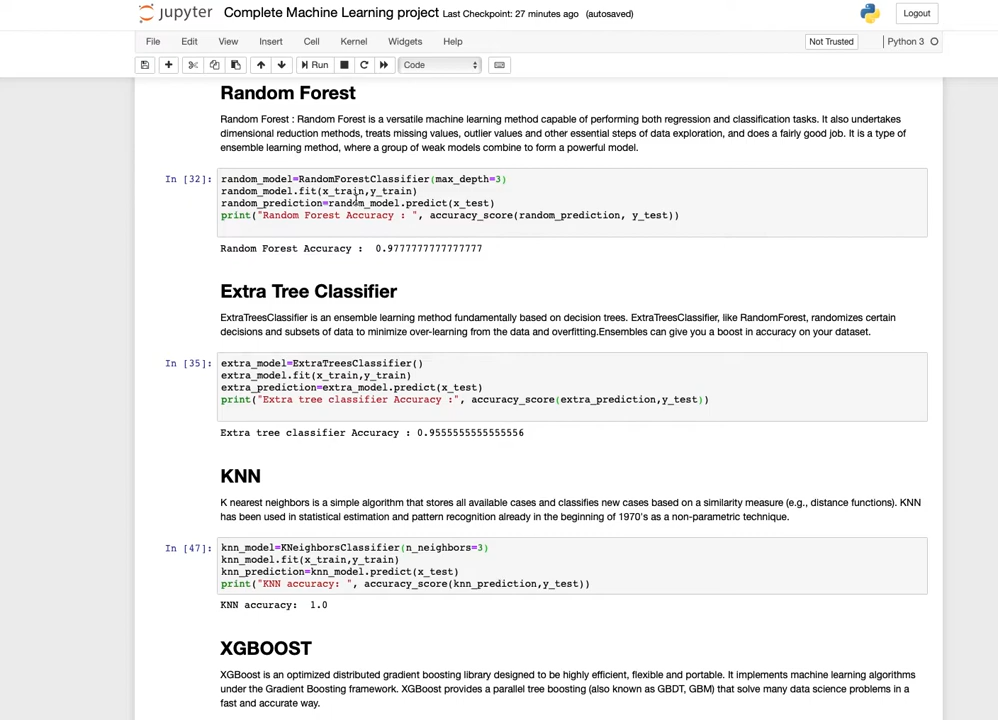 jupyter Complete Machine Learning project Last Checkpoint: 27 minutes ago (autosaved) Logout
File Edit View Insert Cell Kernel Widgets Help Not Trusted Python 3
Run Code
Random Forest
Random Forest : Random Forest is a versatile machine learning method capable of performing both regression and classification tasks. It also undertakes
dimensional reduction methods, treats missing values, outlier values and other essential steps of data exploration, and does a fairly good job. It is a type of
ensemble learning method, where a group of weak models combine to form a powerful model.
In [32]: random_model=RandomForestClassifier(max_depth=3)
random_model.fit(x_train,y_train)
random_prediction=random_model.predict(x_test)
print("Random Forest Accuracy : ", accuracy_score(random_prediction, y_test))
Random Forest Accuracy :  0.9777777777777777
Extra Tree Classifier
ExtraTreesClassifier is an ensemble learning method fundamentally based on decision trees. ExtraTreesClassifier, like RandomForest, randomizes certain
decisions and subsets of data to minimize over-learning from the data and overfitting.Ensembles can give you a boost in accuracy on your dataset.
In [35]: extra_model=ExtraTreesClassifier()
extra_model.fit(x_train,y_train)
extra_prediction=extra_model.predict(x_test)
print("Extra tree classifier Accuracy :", accuracy_score(extra_prediction,y_test))
Extra tree classifier Accuracy : 0.9555555555555556
KNN
K nearest neighbors is a simple algorithm that stores all available cases and classifies new cases based on a similarity measure (e.g., distance functions). KNN
has been used in statistical estimation and pattern recognition already in the beginning of 1970's as a non-parametric technique.
In [47]: knn_model=KNeighborsClassifier(n_neighbors=3)
knn_model.fit(x_train,y_train)
knn_prediction=knn_model.predict(x_test)
print("KNN accuracy: ", accuracy_score(knn_prediction,y_test))
KNN accuracy:  1.0
XGBOOST
XGBoost is an optimized distributed gradient boosting library designed to be highly efficient, flexible and portable. It implements machine learning algorithms
under the Gradient Boosting framework. XGBoost provides a parallel tree boosting (also known as GBDT, GBM) that solve many data science problems in a
fast and accurate way.